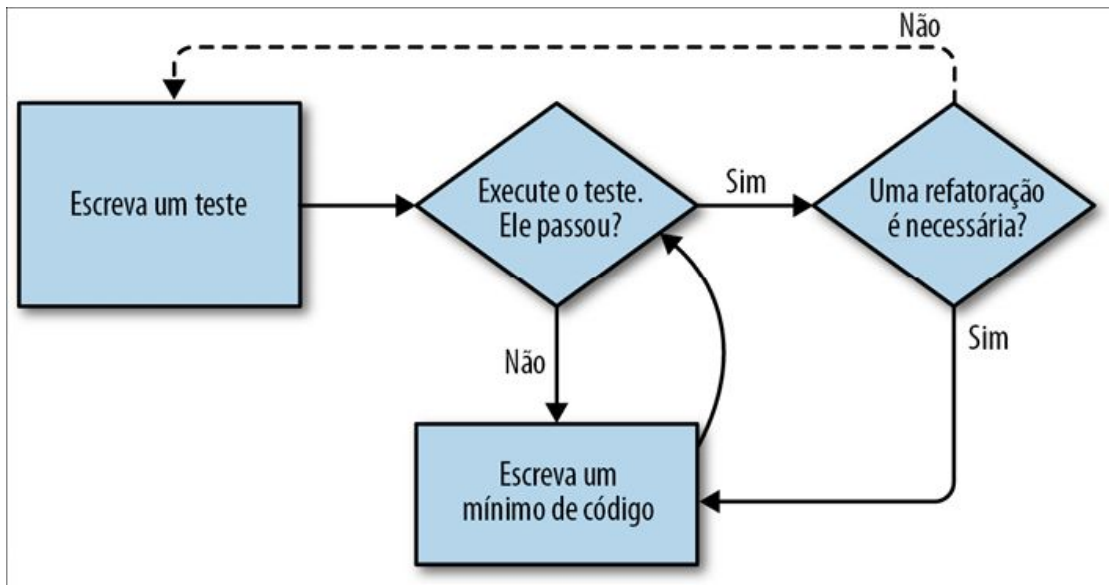 Não
Escreva um teste
Execute o teste.
Ele passou?
Sim
Uma refatoração
é necessária?
Não
Sim
Escreva um
mínimo de código